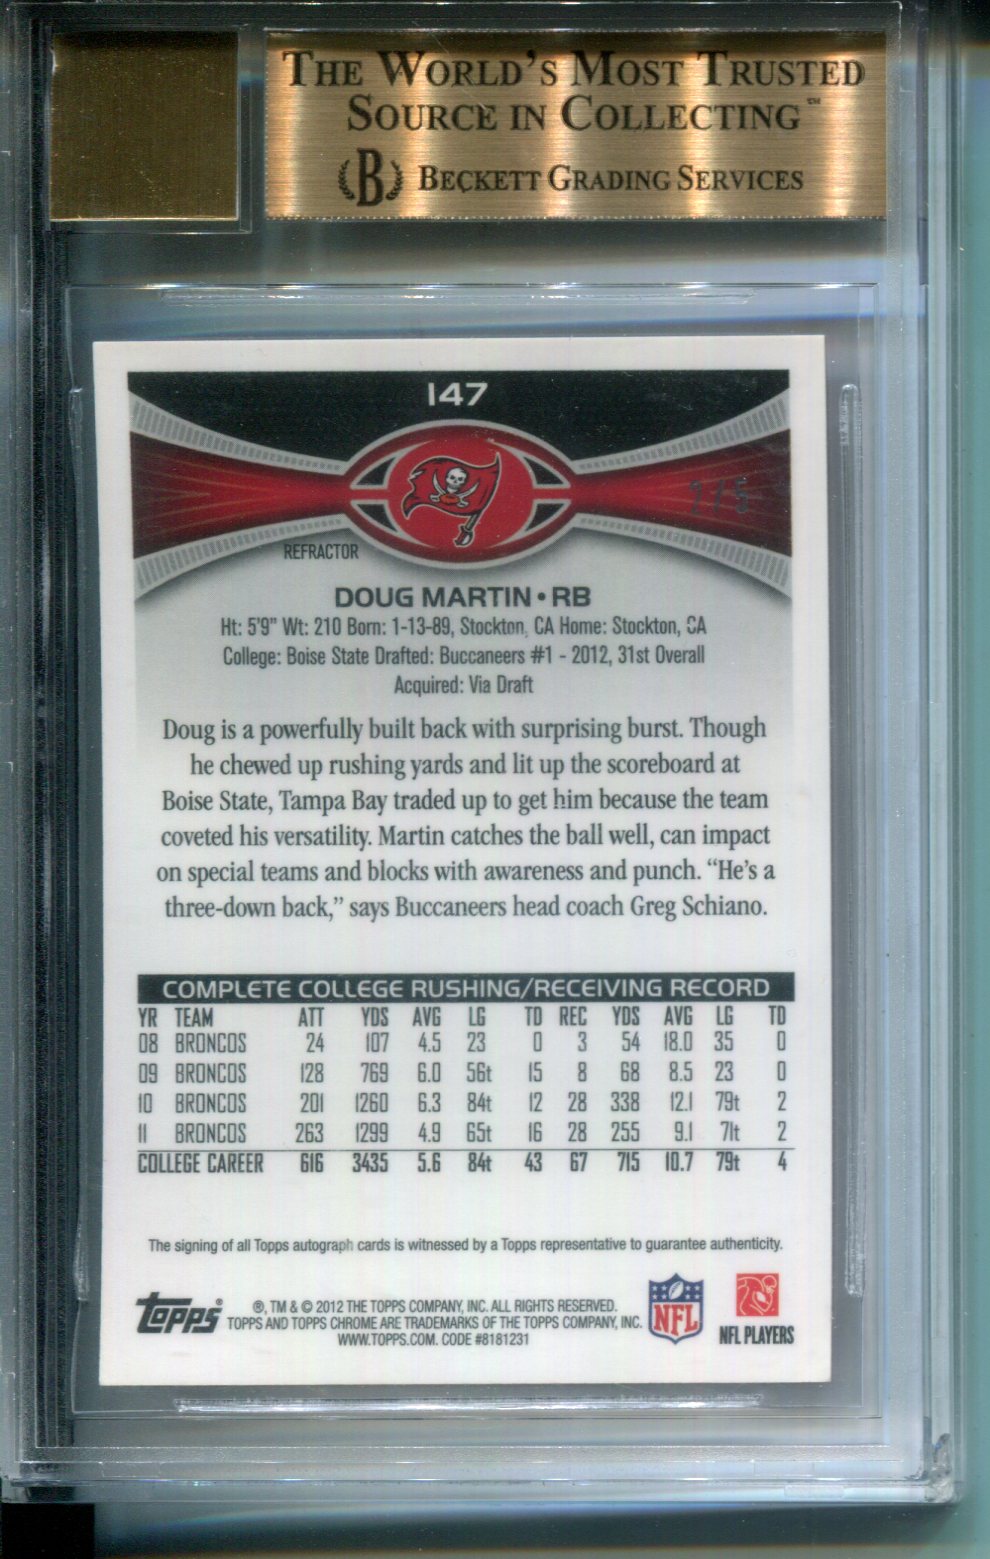 THE WORLD'S MOST TRUSTED
SOURCE IN COLLECTING™
B BECKETT GRADING SERVICES
147
2/5
REFRACTOR
DOUG MARTIN • RB
Ht: 5'9" Wt: 210 Born: 1-13-89, Stockton, CA Home: Stockton, CA
College: Boise State Drafted: Buccaneers #1 - 2012, 31st Overall
Acquired: Via Draft
Doug is a powerfully built back with surprising burst. Though
he chewed up rushing yards and lit up the scoreboard at
Boise State, Tampa Bay traded up to get him because the team
coveted his versatility. Martin catches the ball well, can impact
on special teams and blocks with awareness and punch. “He's a
three-down back,” says Buccaneers head coach Greg Schiano.
COMPLETE COLLEGE RUSHING/RECEIVING RECORD
YR TEAM ATT YDS AVG LG TD REC YDS AVG LG TD
08 BRONCOS 24 107 4.5 23 0 3 54 18.0 35 0
09 BRONCOS 128 769 6.0 56t 15 8 68 8.5 23 0
10 BRONCOS 201 1260 6.3 84t 12 28 338 12.1 79t 2
11 BRONCOS 263 1299 4.9 65t 16 28 255 9.1 71t 2
COLLEGE CAREER 616 3435 5.6 84t 43 67 715 10.7 79t 4
The signing of all Topps autograph cards is witnessed by a Topps representative to guarantee authenticity.
Topps®
®, TM & © 2012 THE TOPPS COMPANY, INC. ALL RIGHTS RESERVED.
TOPPS AND TOPPS CHROME ARE TRADEMARKS OF THE TOPPS COMPANY, INC.
WWW.TOPPS.COM. CODE #8181231
NFL
NFL PLAYERS